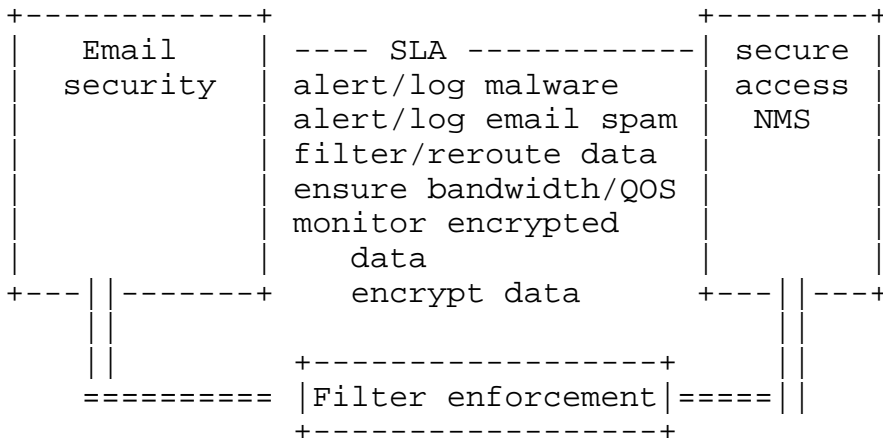 Email ---- SLA ------------ secure
security alert/log malware access
alert/log email spam NMS
filter/reroute data
ensure bandwidth/QOS
monitor encrypted
data
encrypt data
Filter enforcement